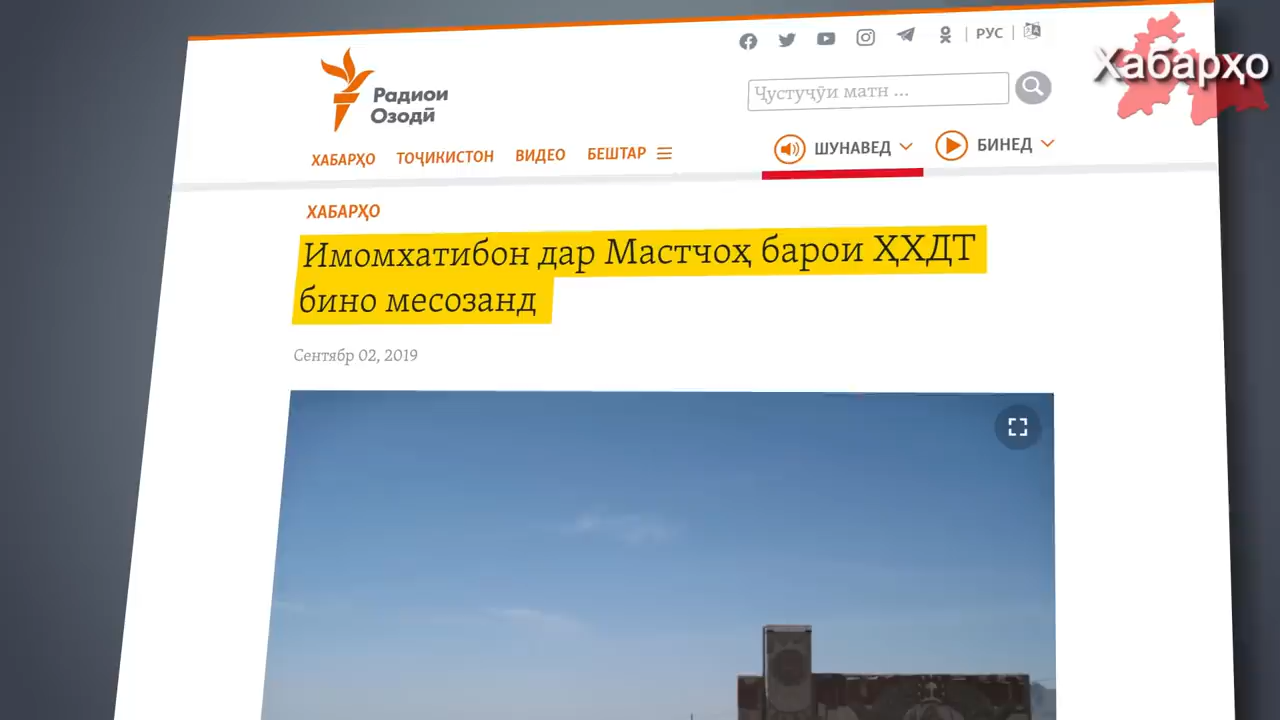 РУС
Хабарҳо
Радиои
Озодӣ
Ҷустуҷӯи матн ...
ХАБАРҲО ТОҶИКИСТОН ВИДЕО БЕШТАР
ШУНАВЕД БИНЕД
ХАБАРҲО
Имомхатибон дар Мастчоҳ барои ҲХДТ
бино месозанд
Сентябр 02, 2019